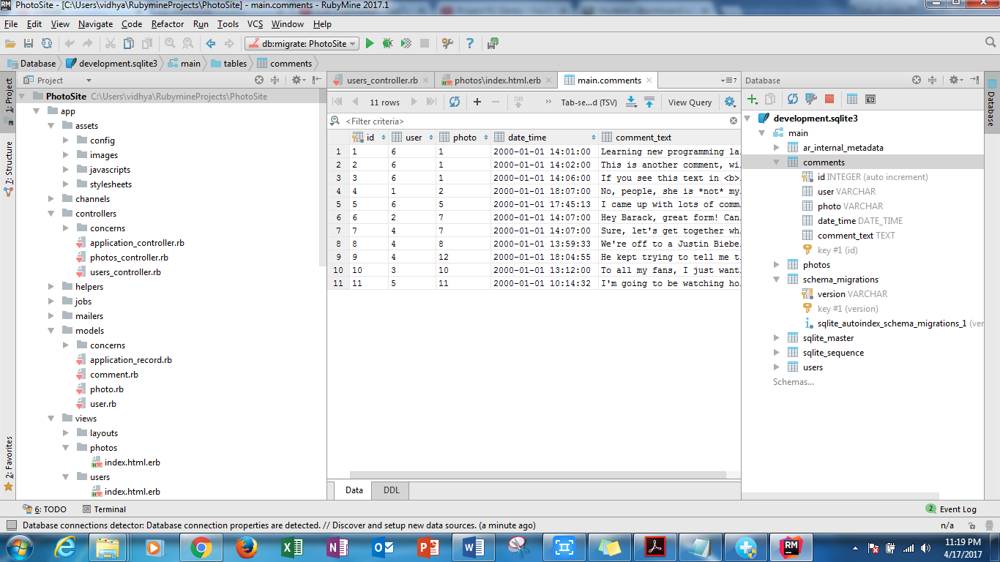 PhotoSite - [C:\Users\vidhya\RubymineProjects\PhotoSite] - main.comments - RubyMine 2017.1
File Edit View Navigate Code Refactor Run Tools VCS Window Help
db:migrate: PhotoSite
Database development.sqlite3 main tables comments
Project
users_controller.rb photos\index.html.erb main.comments
Database
1: Project
7: Structure
2: Favorites
PhotoSite C:\Users\vidhya\RubymineProjects\PhotoSite
app
assets
config
images
javascripts
stylesheets
channels
controllers
concerns
application_controller.rb
photos_controller.rb
users_controller.rb
helpers
jobs
mailers
models
concerns
application_record.rb
comment.rb
photo.rb
user.rb
views
layouts
photos
index.html.erb
users
index.html.erb
11 rows DB Tab-se...d (TSV) View Query
<Filter criteria>
id user photo date_time comment_text
1 1 6 1 2000-01-01 14:01:00 Learning new programming la...
2 2 6 1 2000-01-01 14:02:00 This is another comment, wi...
3 3 6 1 2000-01-01 14:06:00 If you see this text in <b>...
4 4 1 2 2000-01-01 18:07:00 No, people, she is *not* my...
5 5 6 5 2000-01-01 17:45:13 I came up with lots of comm...
6 6 2 7 2000-01-01 14:07:00 Hey Barack, great form! Can...
7 7 4 7 2000-01-01 14:07:00 Sure, let's get together wh...
8 8 4 8 2000-01-01 13:59:33 We're off to a Justin Biebe...
9 9 4 12 2000-01-01 18:04:55 He kept trying to tell me t...
10 10 3 10 2000-01-01 13:12:00 To all my fans, I just want...
11 11 5 11 2000-01-01 10:14:32 I'm going to be watching ho...
Data DDL
development.sqlite3
main
ar_internal_metadata
comments
id INTEGER (auto increment)
user VARCHAR
photo VARCHAR
date_time DATE_TIME
comment_text TEXT
key #1 (id)
photos
schema_migrations
version VARCHAR
key #1 (version)
sqlite_autoindex_schema_migrations_1 (ver
sqlite_master
sqlite_sequence
users
Schemas...
Database
6: TODO Terminal 2 Event Log
Database connections detector: Database connection properties are detected. // Discover and setup new data sources. (a minute ago) n/a
11:19 PM
4/17/2017